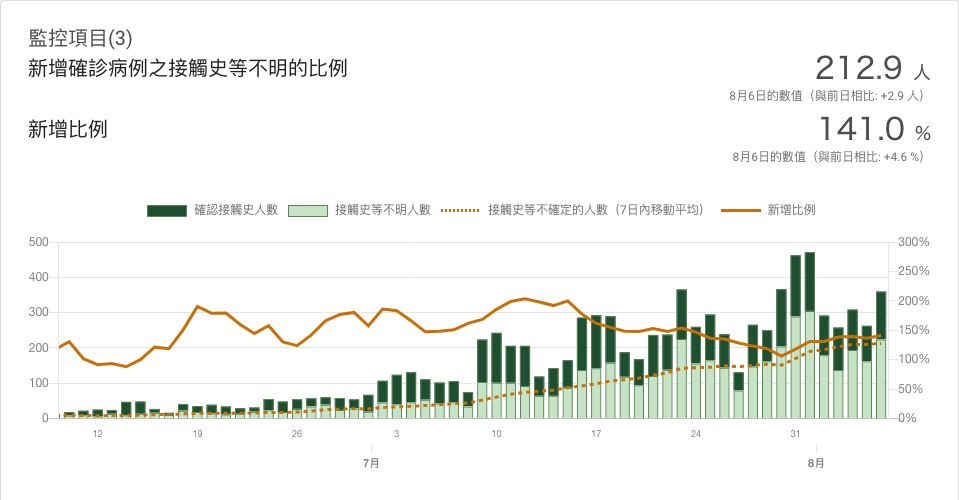 監控項目(3)
新增確診病例之接觸史等不明的比例
212.9 人
8月6日的數值（與前日相比: +2.9 人）
新增比例
141.0 %
8月6日的數值（與前日相比: +4.6 %）
確認接觸史人數 接觸史等不明人數 接觸史等不確定的人數（7日內移動平均） 新增比例
500 300%
250%
400
200%
300
150%
200
100%
100
50%
0 0%
12 19 26 3 10 17 24 31
7月 8月